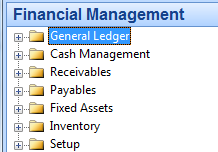 Financial Management
General Ledger
Cash Management
Receivables
Payables
Fixed Assets
Inventory
Setup